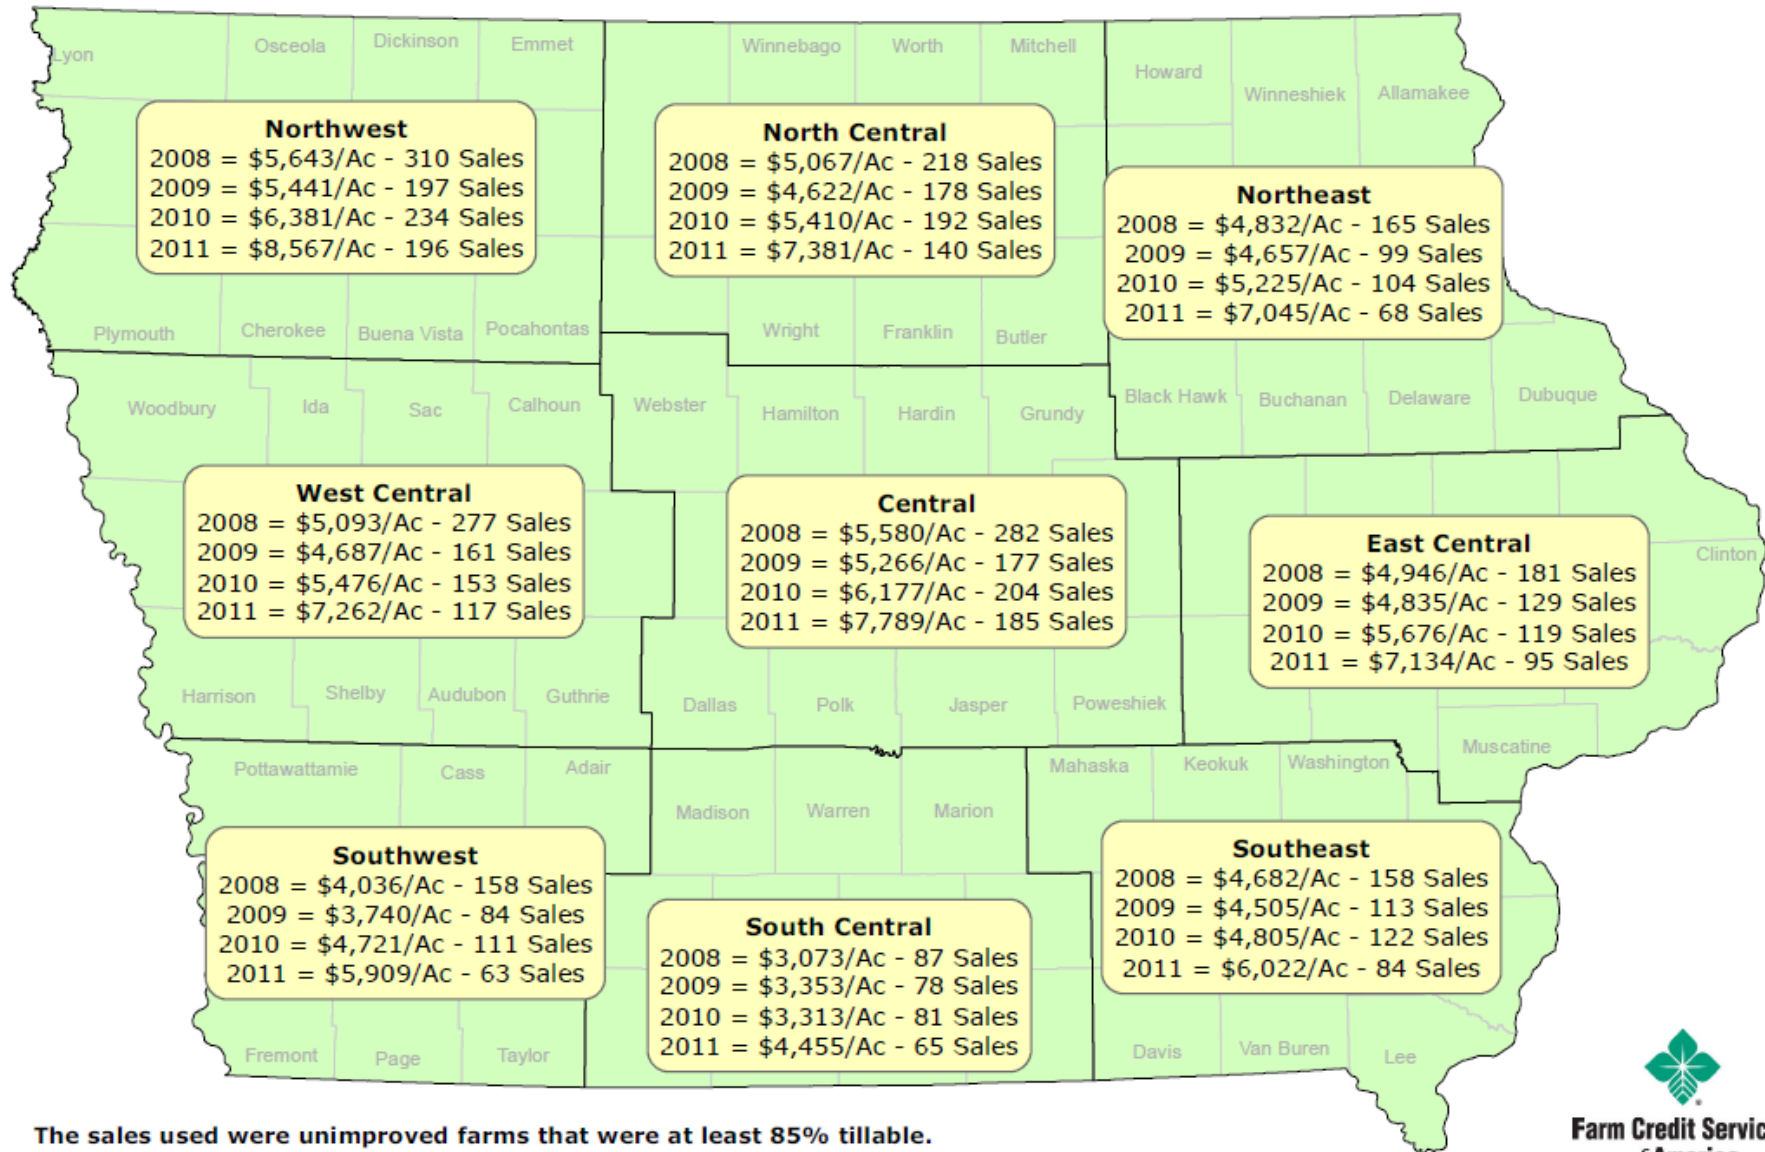 Lyon
Osceola
Dickinson
Emmet
Winnebago
Worth
Mitchell
Howard
Winneshiek
Allamakee
Northwest
2008 = $5,643/Ac - 310 Sales
2009 = $5,441/Ac - 197 Sales
2010 = $6,381/Ac - 234 Sales
2011 = $8,567/Ac - 196 Sales
North Central
2008 = $5,067/Ac - 218 Sales
2009 = $4,622/Ac - 178 Sales
2010 = $5,410/Ac - 192 Sales
2011 = $7,381/Ac - 140 Sales
Northeast
2008 = $4,832/Ac - 165 Sales
2009 = $4,657/Ac - 99 Sales
2010 = $5,225/Ac - 104 Sales
2011 = $7,045/Ac - 68 Sales
Plymouth
Cherokee
Buena Vista
Pocahontas
Wright
Franklin
Butler
Woodbury
Ida
Sac
Calhoun
Webster
Hamilton
Hardin
Grundy
Black Hawk
Buchanan
Delaware
Dubuque
West Central
2008 = $5,093/Ac - 277 Sales
2009 = $4,687/Ac - 161 Sales
2010 = $5,476/Ac - 153 Sales
2011 = $7,262/Ac - 117 Sales
Central
2008 = $5,580/Ac - 282 Sales
2009 = $5,266/Ac - 177 Sales
2010 = $6,177/Ac - 204 Sales
2011 = $7,789/Ac - 185 Sales
East Central
2008 = $4,946/Ac - 181 Sales
2009 = $4,835/Ac - 129 Sales
2010 = $5,676/Ac - 119 Sales
2011 = $7,134/Ac - 95 Sales
Clinton
Harrison
Shelby
Audubon
Guthrie
Dallas
Polk
Jasper
Poweshiek
Muscatine
Pottawattamie
Cass
Adair
Madison
Warren
Marion
Mahaska
Keokuk
Washington
Southwest
2008 = $4,036/Ac - 158 Sales
2009 = $3,740/Ac - 84 Sales
2010 = $4,721/Ac - 111 Sales
2011 = $5,909/Ac - 63 Sales
South Central
2008 = $3,073/Ac - 87 Sales
2009 = $3,353/Ac - 78 Sales
2010 = $3,313/Ac - 81 Sales
2011 = $4,455/Ac - 65 Sales
Southeast
2008 = $4,682/Ac - 158 Sales
2009 = $4,505/Ac - 113 Sales
2010 = $4,805/Ac - 122 Sales
2011 = $6,022/Ac - 84 Sales
Fremont
Page
Taylor
Davis
Van Buren
Lee
The sales used were unimproved farms that were at least 85% tillable.
Farm Credit Servic